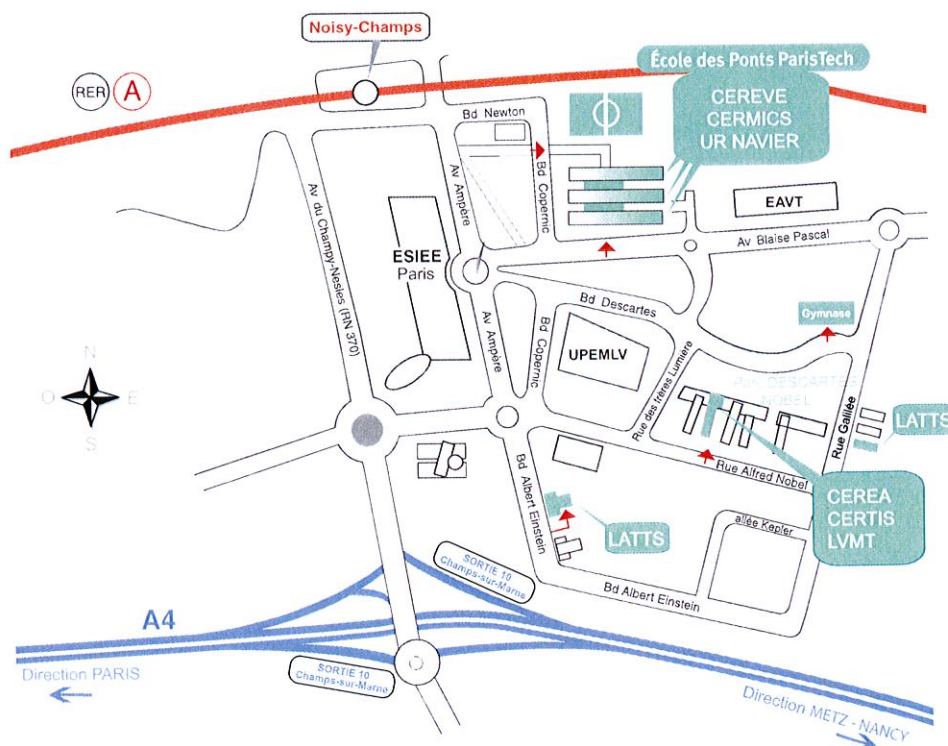 Noisy-Champs
École des Ponts ParisTech
RER A
CEREVE
CERMICS
UR NAVIER
Bd Newton
Av Ampère
Bd Copernic
EAVT
Av du Champy-Nesles (RN 370)
ESIEE
Paris
Av Blaise Pascal
Bd Descartes
Gymnase
Av Ampère
Bd Copernic
UPEMLV
Rue des frères Lumière
N
O
E
S
Parc DESCARTES
NOBEL
Rue Galilée
LATTS
Rue Alfred Nobel
Bd Albert Einstein
CEREA
CERTIS
LVMT
LATTS
allée Kepler
SORTIE 10
Champs-sur-Marne
Bd Albert Einstein
A4
SORTIE 10
Champs-sur-Marne
Direction PARIS
Direction METZ - NANCY